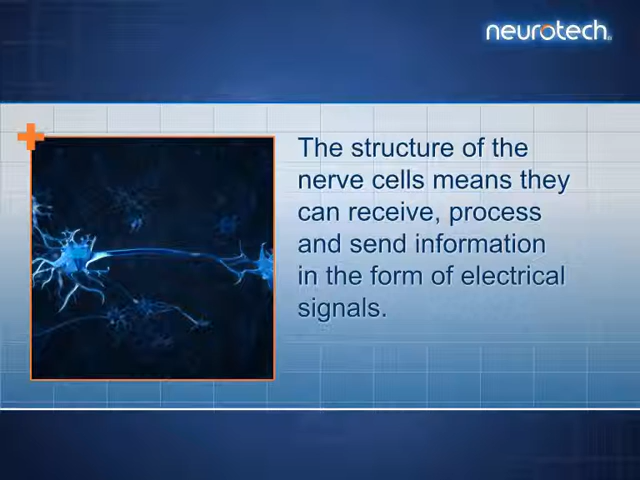 neurotech
The structure of the
nerve cells means they
can receive, process
and send information
in the form of electrical
signals.